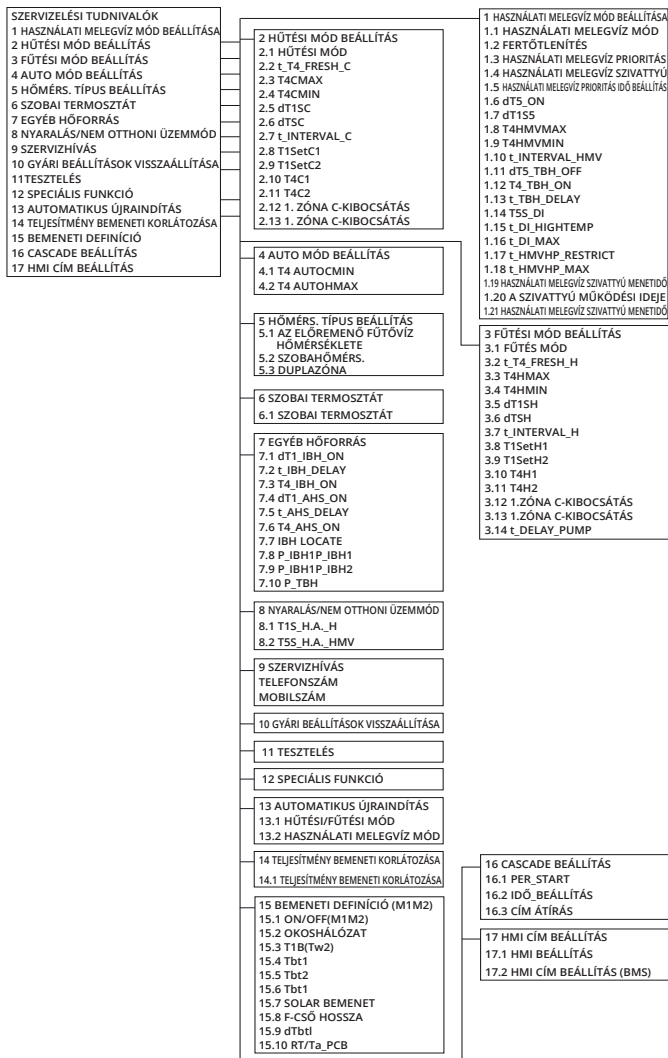 SZERVIZELÉSI TUDNIVALÓK
1 HASZNÁLATI MELEGVÍZ MÓD BEÁLLÍTÁSA
2 HŰTÉSI MÓD BEÁLLÍTÁS
3 FŰTÉSI MÓD BEÁLLÍTÁS
4 AUTO MÓD BEÁLLÍTÁS
5 HŐMÉRS. TÍPUS BEÁLLÍTÁS
6 SZOBAI TERMOSZTÁT
7 EGYÉB HŐFORRÁS
8 NYARALÁS/NEM OTTHONI ÜZEMMÓD
9 SZERVIZHÍVÁS
10 GYÁRI BEÁLLÍTÁSOK VISSZAÁLLÍTÁSA
11TESZTELÉS
12 SPECIÁLIS FUNKCIÓ
13 AUTOMATIKUS ÚJRAINDÍTÁS
14 TELJESÍTMÉNY BEMENETI KORLÁTOZÁSA
15 BEMENETI DEFINÍCIÓ
16 CASCADE BEÁLLÍTÁS
17 HMI CÍM BEÁLLÍTÁS
2 HŰTÉSI MÓD BEÁLLÍTÁS
2.1 HŰTÉSI MÓD
2.2 t_T4_FRESH_C
2.3 T4CMAX
2.4 T4CMIN
2.5 dT1SC
2.6 dTSC
2.7 t_INTERVAL_C
2.8 T1SetC1
2.9 T1SetC2
2.10 T4C1
2.11 T4C2
2.12 1. ZÓNA C-KIBOCSÁTÁS
2.13 1. ZÓNA C-KIBOCSÁTÁS
4 AUTO MÓD BEÁLLÍTÁS
4.1 T4 AUTOCMIN
4.2 T4 AUTOHMAX
5 HŐMÉRS. TÍPUS BEÁLLÍTÁS
5.1 AZ ELŐREMENŐ FŰTŐVÍZ
HŐMÉRSÉKLETE
5.2 SZOBAHŐMÉRS.
5.3 DUPLAZÓNA
6 SZOBAI TERMOSZTÁT
6.1 SZOBAI TERMOSZTÁT
7 EGYÉB HŐFORRÁS
7.1 dT1_IBH_ON
7.2 t_IBH_DELAY
7.3 T4_IBH_ON
7.4 dT1_AHS_ON
7.5 t_AHS_DELAY
7.6 T4_AHS_ON
7.7 IBH LOCATE
7.8 P_IBH1P_IBH1
7.9 P_IBH1P_IBH2
7.10 P_TBH
8 NYARALÁS/NEM OTTHONI ÜZEMMÓD
8.1 T1S_H.A._H
8.2 T5S_H.A._HMV
9 SZERVIZHÍVÁS
TELEFONSZÁM
MOBILSZÁM
10 GYÁRI BEÁLLÍTÁSOK VISSZAÁLLÍTÁSA
11 TESZTELÉS
12 SPECIÁLIS FUNKCIÓ
13 AUTOMATIKUS ÚJRAINDÍTÁS
13.1 HŰTÉSI/FŰTÉSI MÓD
13.2 HASZNÁLATI MELEGVÍZ MÓD
14 TELJESÍTMÉNY BEMENETI KORLÁTOZÁSA
14.1 TELJESÍTMÉNY BEMENETI KORLÁTOZÁSA
15 BEMENETI DEFINÍCIÓ (M1M2)
15.1 ON/OFF(M1M2)
15.2 OKOSHÁLÓZAT
15.3 T1B(Tw2)
15.4 Tbt1
15.5 Tbt2
15.6 Tbt1
15.7 SOLAR BEMENET
15.8 F-CSŐ HOSSZA
15.9 dTbtl
15.10 RT/Ta_PCB
1 HASZNÁLATI MELEGVÍZ MÓD BEÁLLÍTÁSA
1.1 HASZNÁLATI MELEGVÍZ MÓD
1.2 FERTŐTLENÍTÉS
1.3 HASZNÁLATI MELEGVÍZ PRIORITÁS
1.4 HASZNÁLATI MELEGVÍZ SZIVATTYÚ
1.5 HASZNÁLATI MELEGVÍZ PRIORITÁS IDŐ BEÁLLÍTÁS
1.6 dT5_ON
1.7 dT1S5
1.8 T4HMVMAX
1.9 T4HMVMIN
1.10 t_INTERVAL_HMV
1.11 dT5_TBH_OFF
1.12 T4_TBH_ON
1.13 t_TBH_DELAY
1.14 T5S_DI
1.15 t_DI_HIGHTEMP
1.16 t_DI_MAX
1.17 t_HMVHP_RESTRICT
1.18 t_HMVHP_MAX
1.19 HASZNÁLATI MELEGVÍZ SZIVATTYÚ MENETIDŐ
1.20 A SZIVATTYÚ MŰKÖDÉSI IDEJE
1.21 HASZNÁLATI MELEGVÍZ SZIVATTYÚ MENETIDŐ
3 FŰTÉSI MÓD BEÁLLÍTÁS
3.1 FŰTÉS MÓD
3.2 t_T4_FRESH_H
3.3 T4HMAX
3.4 T4HMIN
3.5 dT1SH
3.6 dTSH
3.7 t_INTERVAL_H
3.8 T1SetH1
3.9 T1SetH2
3.10 T4H1
3.11 T4H2
3.12 1.ZÓNA C-KIBOCSÁTÁS
3.13 1.ZÓNA C-KIBOCSÁTÁS
3.14 t_DELAY_PUMP
16 CASCADE BEÁLLÍTÁS
16.1 PER_START
16.2 IDŐ_BEÁLLÍTÁS
16.3 CÍM ÁTÍRÁS
17 HMI CÍM BEÁLLÍTÁS
17.1 HMI BEÁLLÍTÁS
17.2 HMI CÍM BEÁLLÍTÁS (BMS)